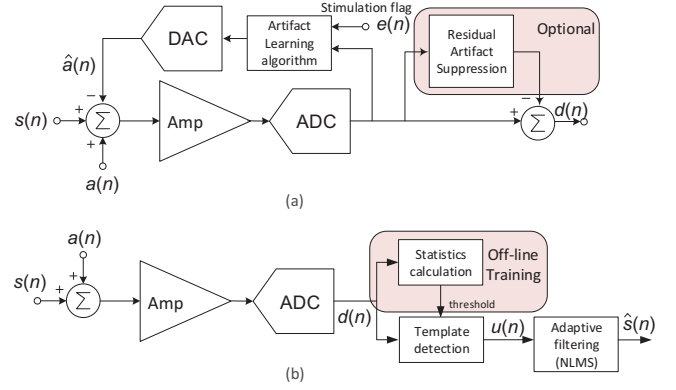 Stimulation flag
e(n)
Artifact
Learning
algorithm
DAC
Residual
Artifact
Suppression
Optional
â(n)
−
+
s(n)
Σ
+
a(n)
Amp
ADC
−
+
Σ
d(n)
(a)
a(n)
s(n)
+
+
Σ
Amp
ADC
d(n)
Statistics
calculation
Off-line
Training
threshold
Template
detection
u(n)
Adaptive
filtering
(NLMS)
ŝ(n)
(b)